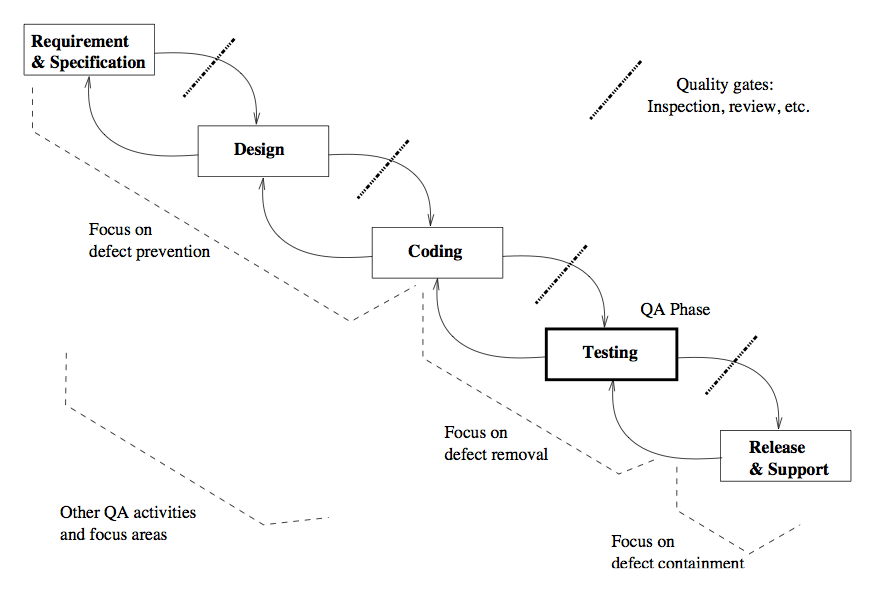 Requirement
& Specification
Quality gates:
Inspection, review, etc.
Design
Focus on
defect prevention
Coding
QA Phase
Testing
Focus on
defect removal
Release
& Support
Other QA activities
and focus areas
Focus on
defect containment